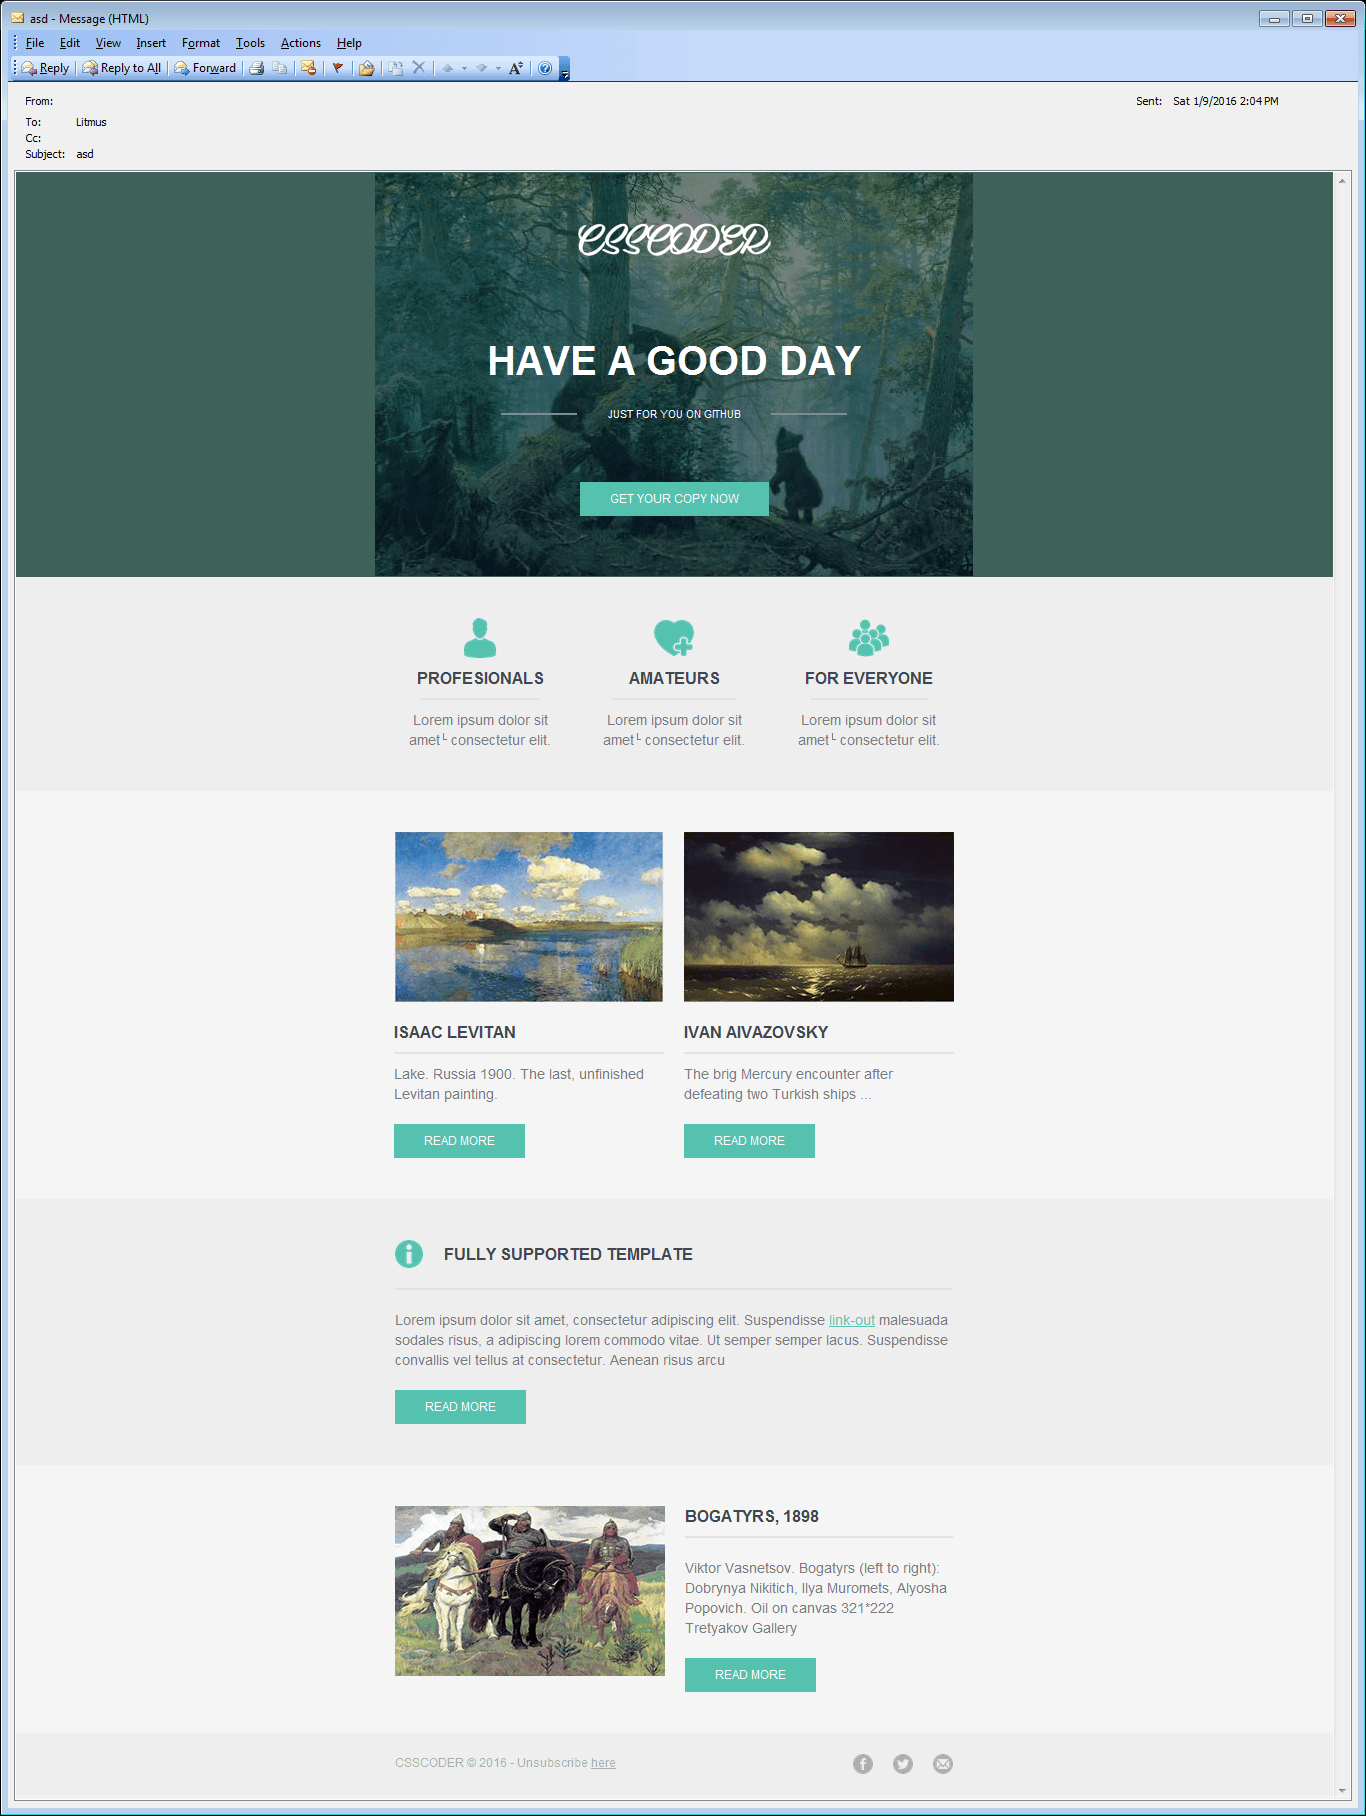 asd - Message (HTML)
File Edit View Insert Format Tools Actions Help
Reply Reply to All Forward
From: Sent: Sat 1/9/2016 2:04 PM
To: Litmus
Cc:
Subject: asd
CSSCODER
HAVE A GOOD DAY
JUST FOR YOU ON GITHUB
GET YOUR COPY NOW
PROFESIONALS
Lorem ipsum dolor sit
amet└ consectetur elit.
AMATEURS
Lorem ipsum dolor sit
amet└ consectetur elit.
FOR EVERYONE
Lorem ipsum dolor sit
amet└ consectetur elit.
ISAAC LEVITAN
Lake. Russia 1900. The last, unfinished
Levitan painting.
READ MORE
IVAN AIVAZOVSKY
The brig Mercury encounter after
defeating two Turkish ships ...
READ MORE
FULLY SUPPORTED TEMPLATE
Lorem ipsum dolor sit amet, consectetur adipiscing elit. Suspendisse link-out malesuada
sodales risus, a adipiscing lorem commodo vitae. Ut semper semper lacus. Suspendisse
convallis vel tellus at consectetur. Aenean risus arcu
READ MORE
BOGATYRS, 1898
Viktor Vasnetsov. Bogatyrs (left to right):
Dobrynya Nikitich, Ilya Muromets, Alyosha
Popovich. Oil on canvas 321*222
Tretyakov Gallery
READ MORE
CSSCODER © 2016 - Unsubscribe here